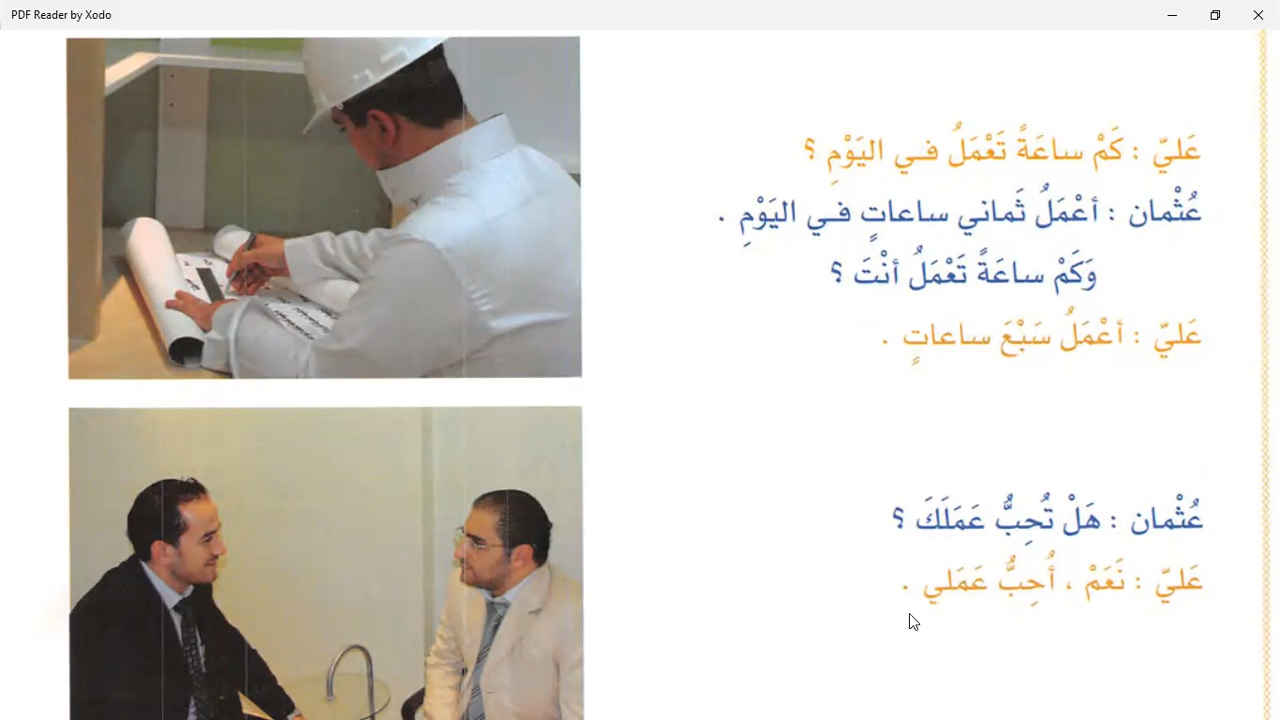 PDF Reader by Xodo
عَليّ : كَمْ ساعَةً تَعْمَلُ فـي اليَوْمِ ؟
عُثْمان : أعْمَلُ ثَماني ساعاتٍ فـي اليَوْمِ .
وَكَمْ ساعَةً تَعْمَلُ أنْتَ ؟
عَليّ : أعْمَلُ سَبْعَ ساعاتٍ .
عُثْمان : هَلْ تُحِبُّ عَمَلَكَ ؟
عَليّ : نَعَمْ ، أُحِبُّ عَمَلي .